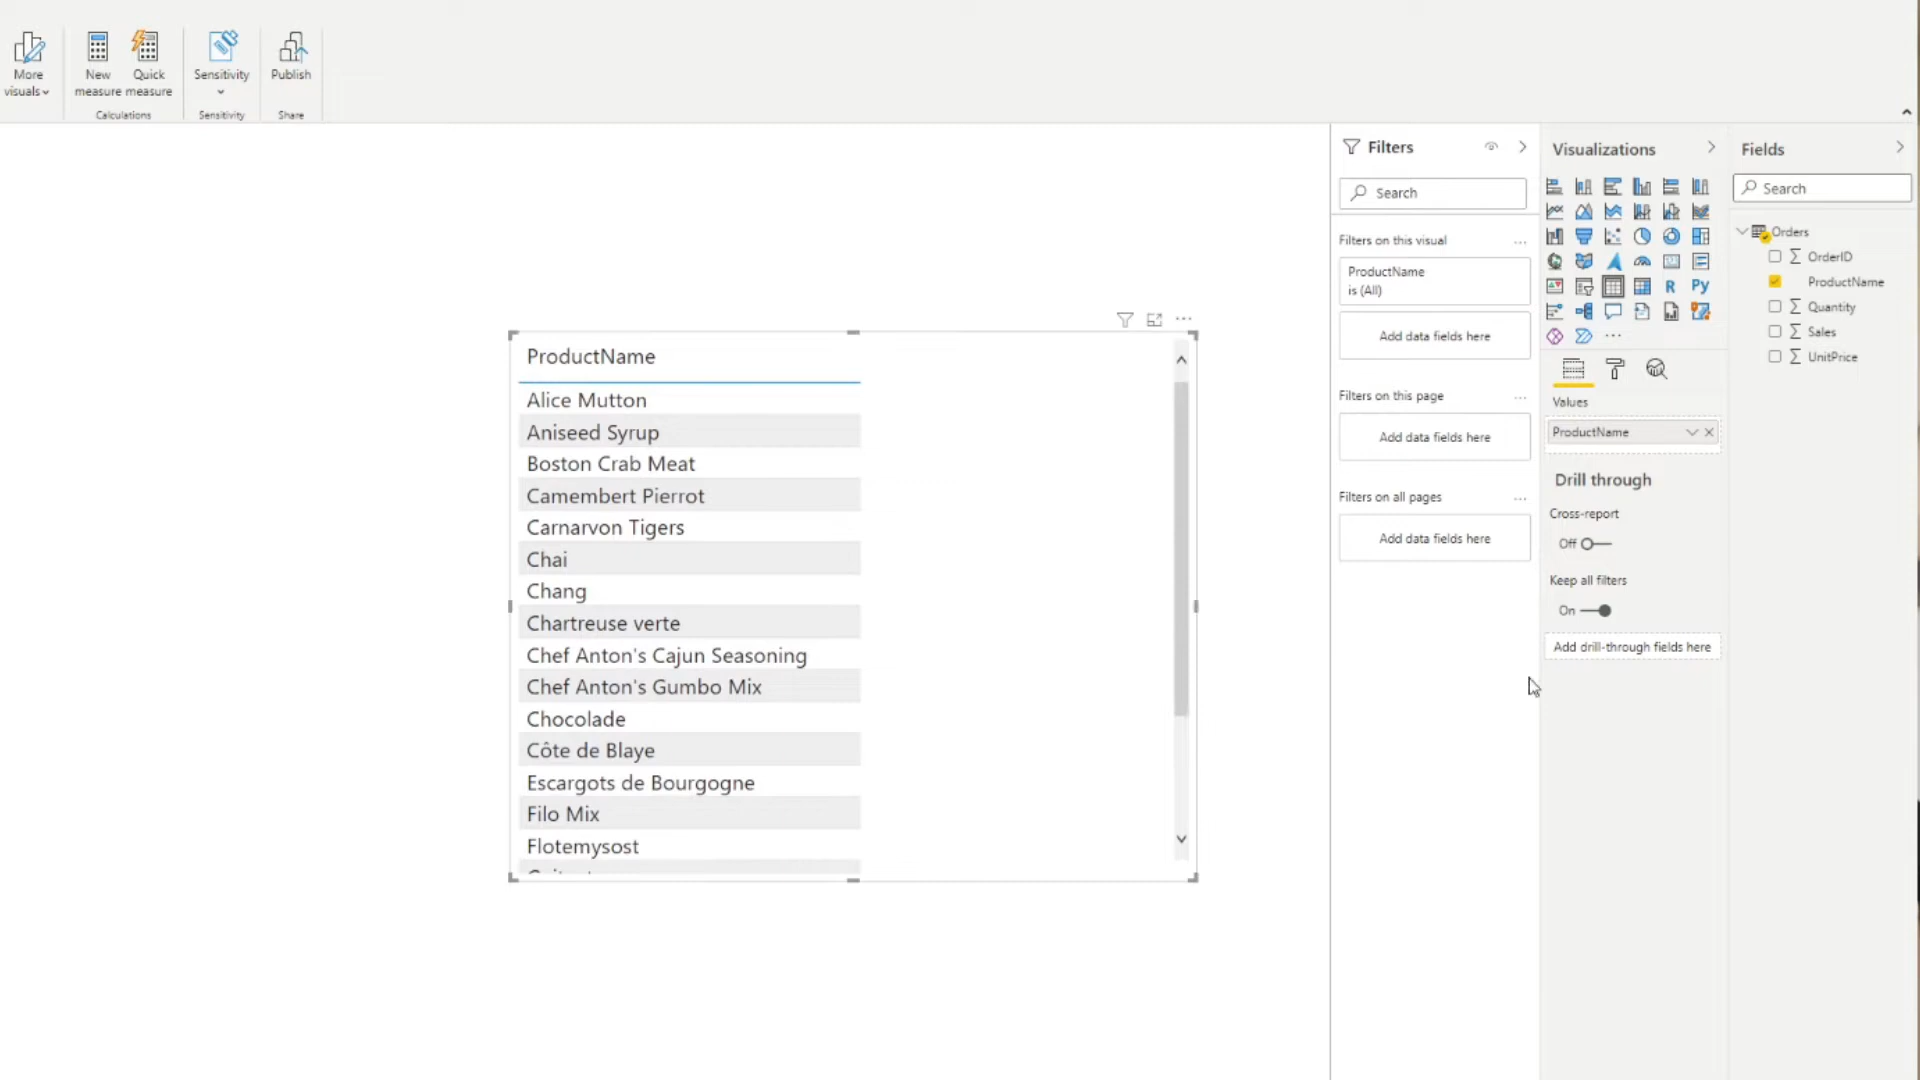 More
visuals
New
measure
Quick
measure
Calculations
Sensitivity
Sensitivity
Publish
Share
ProductName
Alice Mutton
Aniseed Syrup
Boston Crab Meat
Camembert Pierrot
Carnarvon Tigers
Chai
Chang
Chartreuse verte
Chef Anton's Cajun Seasoning
Chef Anton's Gumbo Mix
Chocolade
Côte de Blaye
Escargots de Bourgogne
Filo Mix
Flotemysost
Filters
Search
Filters on this visual
ProductName
is (All)
Add data fields here
Filters on this page
Add data fields here
Filters on all pages
Add data fields here
Visualizations
R
Py
Values
ProductName
Drill through
Cross-report
Off
Keep all filters
On
Add drill-through fields here
Fields
Search
Orders
OrderID
ProductName
Quantity
Sales
UnitPrice